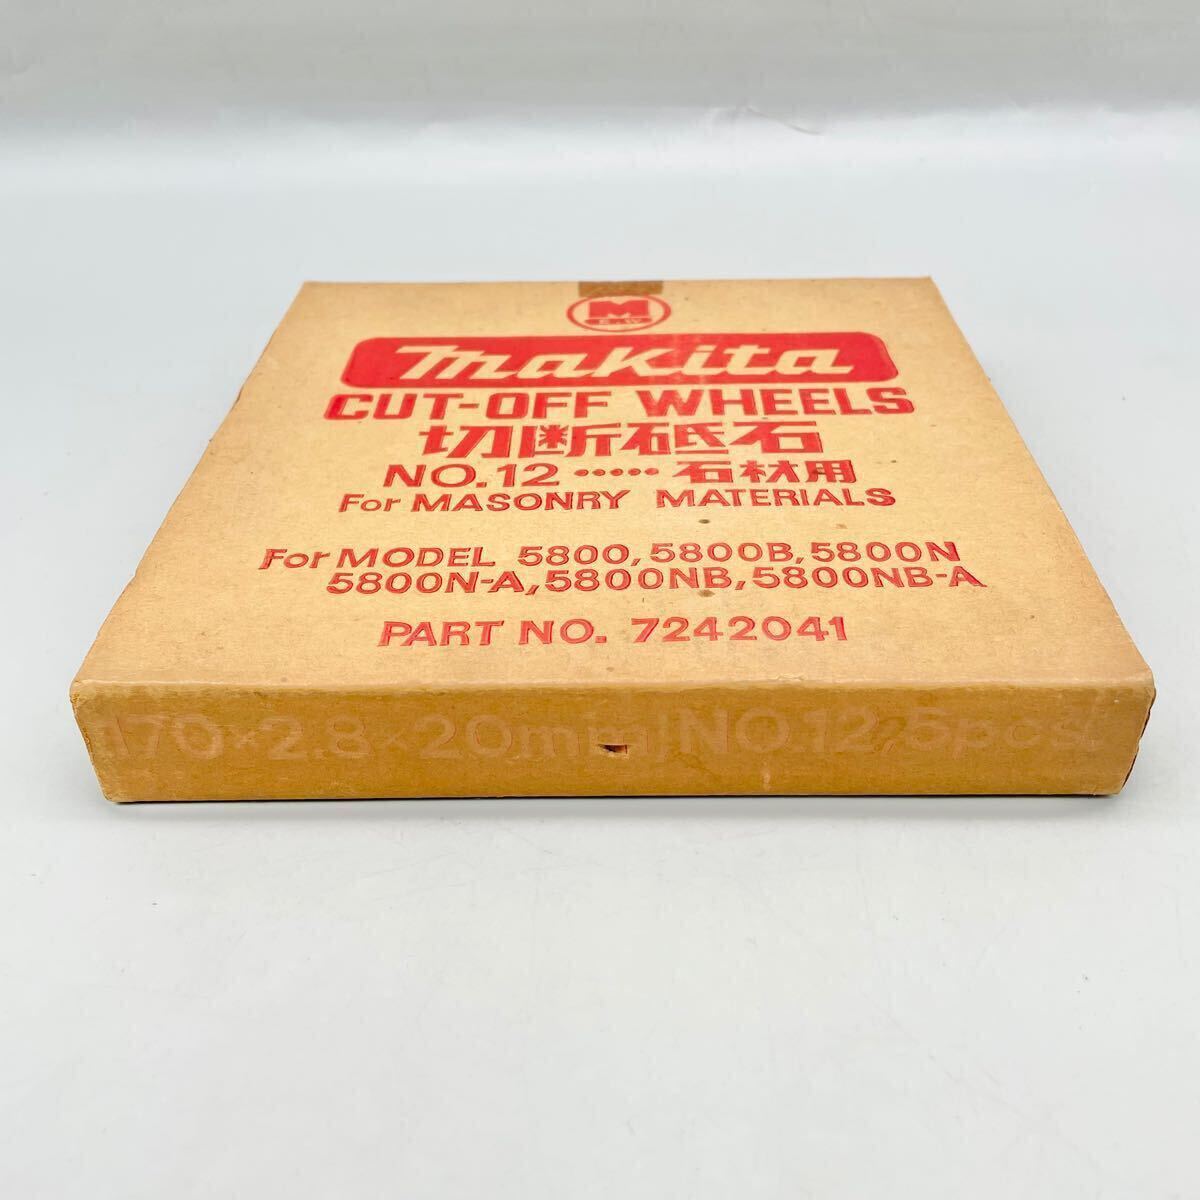 M
E.W
makita
CUT-OFF WHEELS
切断砥石
NO.12 ····· 石材用
For MASONRY MATERIALS
For MODEL 5800, 5800B, 5800N
5800N-A, 5800NB, 5800NB-A
PART NO. 7242041
170×2.8×20mm NO.12, 5pcs.